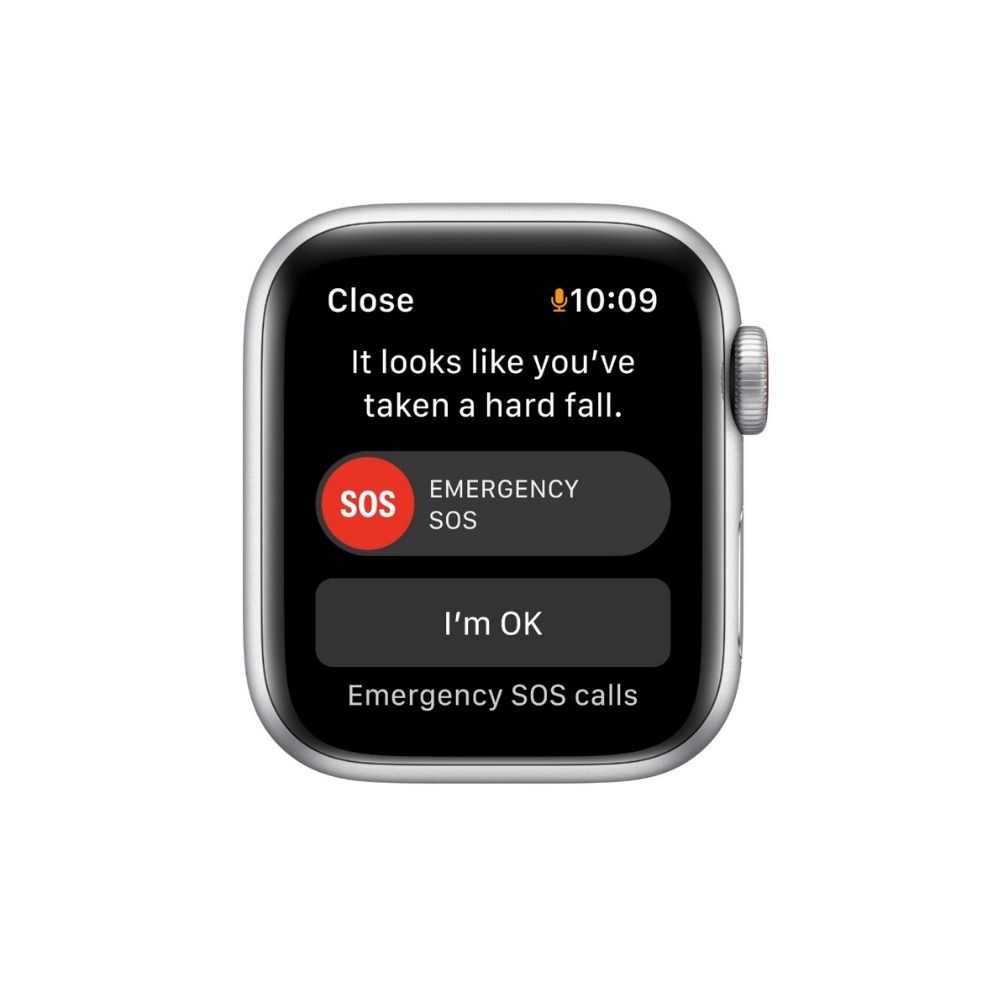 Close 10:09
It looks like you've
taken a hard fall.
SOS EMERGENCY
SOS
I'm OK
Emergency SOS calls